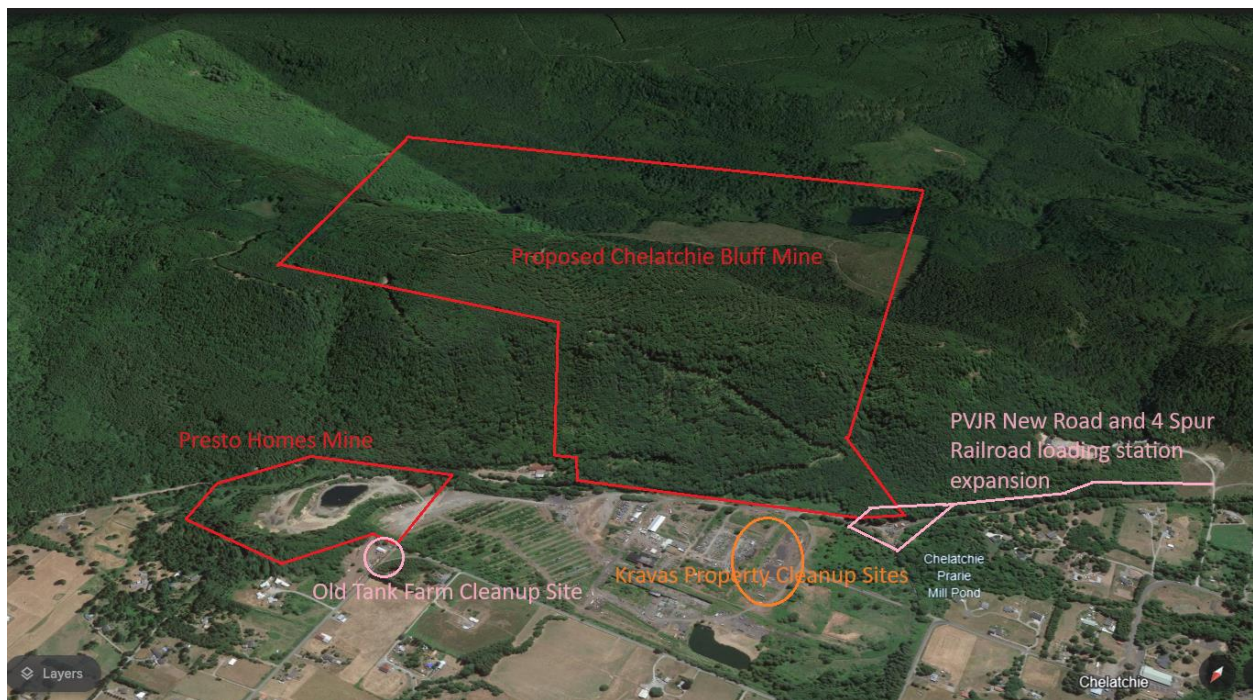 Proposed Chelatchie Bluff Mine
PVJR New Road and 4 Spur
Railroad loading station
expansion
Presto Homes Mine
Chelatchie
Prarie
Mill Pond
Kravas Property Cleanup Sites
Old Tank Farm Cleanup Site
Layers
Chelatchie